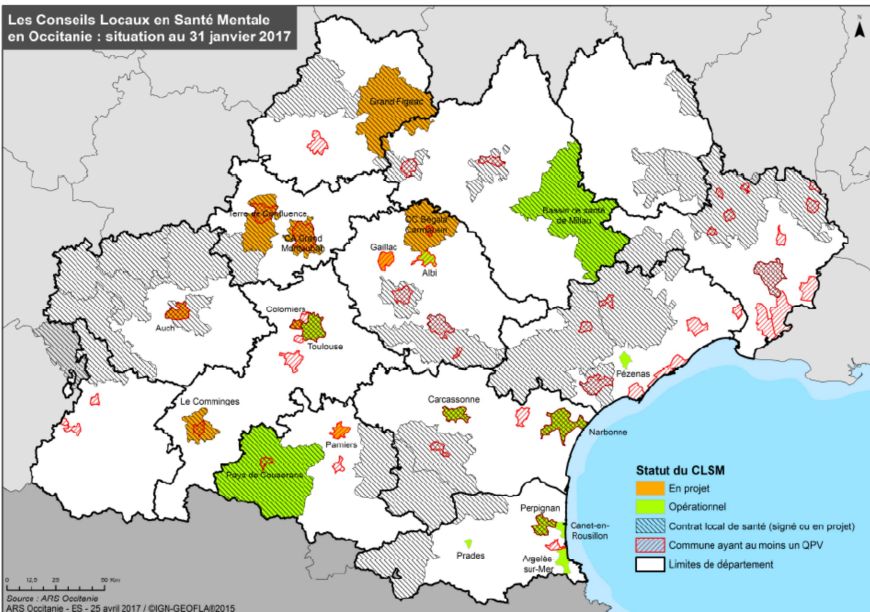 Les Conseils Locaux en Santé Mentale
en Occitanie : situation au 31 janvier 2017
N
Grand Figeac
Terre de Confluence
CA Grand
Montauban
CC Ségala
Carmausin
Bassin de santé
de Millau
Gaillac
Albi
Auch
Colomiers
Toulouse
Pézenas
Le Comminges
Carcassonne
Narbonne
Pamiers
Pays de Couserans
Perpignan
Canet-en-
Rousillon
Prades
Argelès
sur-Mer
Statut du CLSM
En projet
Opérationnel
Contrat local de santé (signé ou en projet)
Commune ayant au moins un QPV
Limites de département
0 12,5 25 50 Km
Source : ARS Occitanie
ARS Occitanie - ES - 25 avril 2017 / ©IGN-GEOFLA®2015